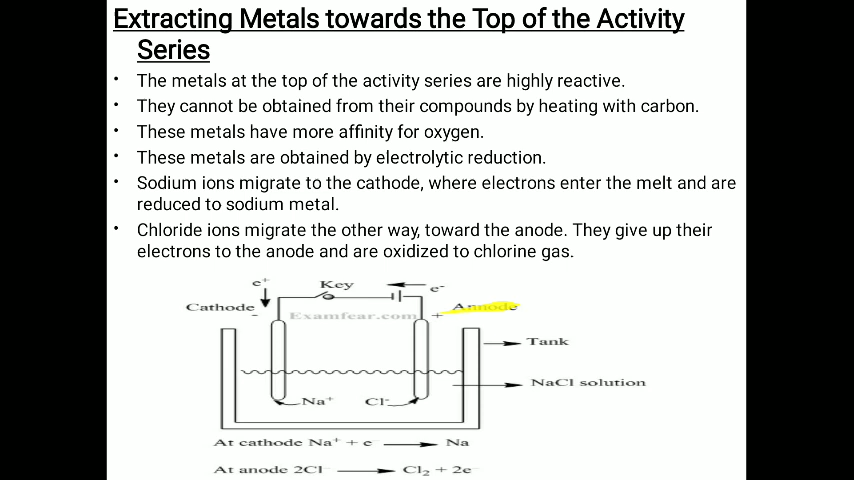 Extracting Metals towards the Top of the Activity
Series
• The metals at the top of the activity series are highly reactive.
• They cannot be obtained from their compounds by heating with carbon.
• These metals have more affinity for oxygen.
• These metals are obtained by electrolytic reduction.
• Sodium ions migrate to the cathode, where electrons enter the melt and are
reduced to sodium metal.
• Chloride ions migrate the other way, toward the anode. They give up their
electrons to the anode and are oxidized to chlorine gas.
e⁺ Key e⁻
Cathode - + Annode
Examfear.com
Tank
NaCl solution
Na⁺ Cl⁻
At cathode Na⁺ + e → Na
At anode 2Cl⁻ → Cl₂ + 2e⁻